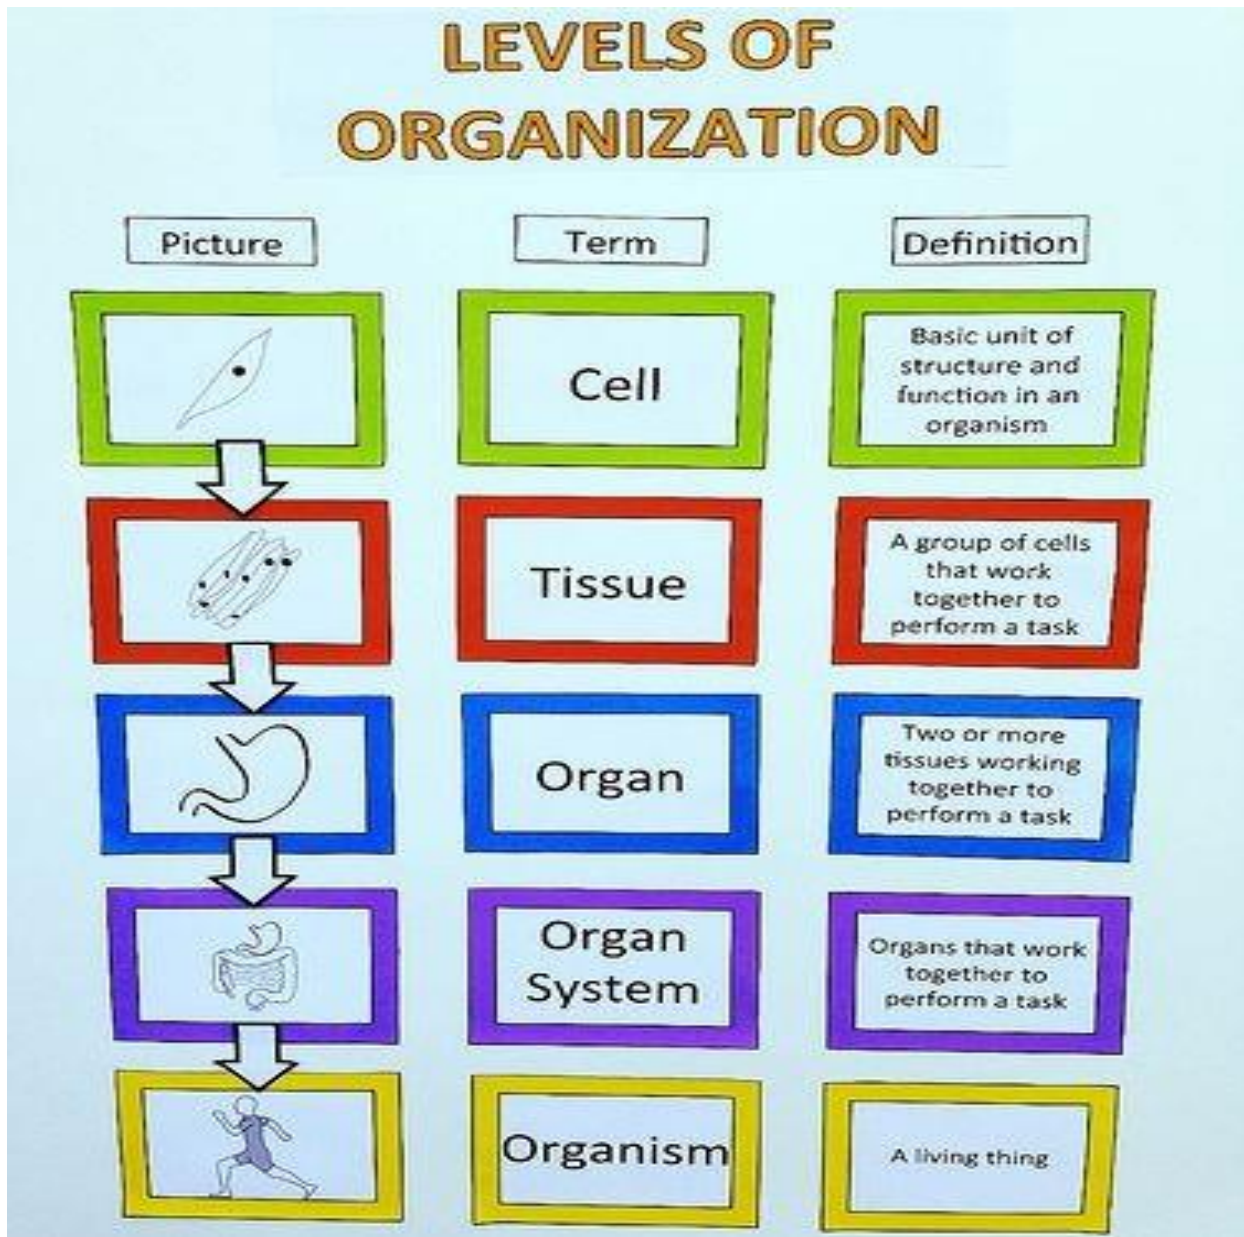 LEVELS OF
ORGANIZATION
Picture
Term
Definition
Cell
Basic unit of
structure and
function in an
organism
Tissue
A group of cells
that work
together to
perform a task
Organ
Two or more
tissues working
together to
perform a task
Organ
System
Organs that work
together to
perform a task
Organism
A living thing